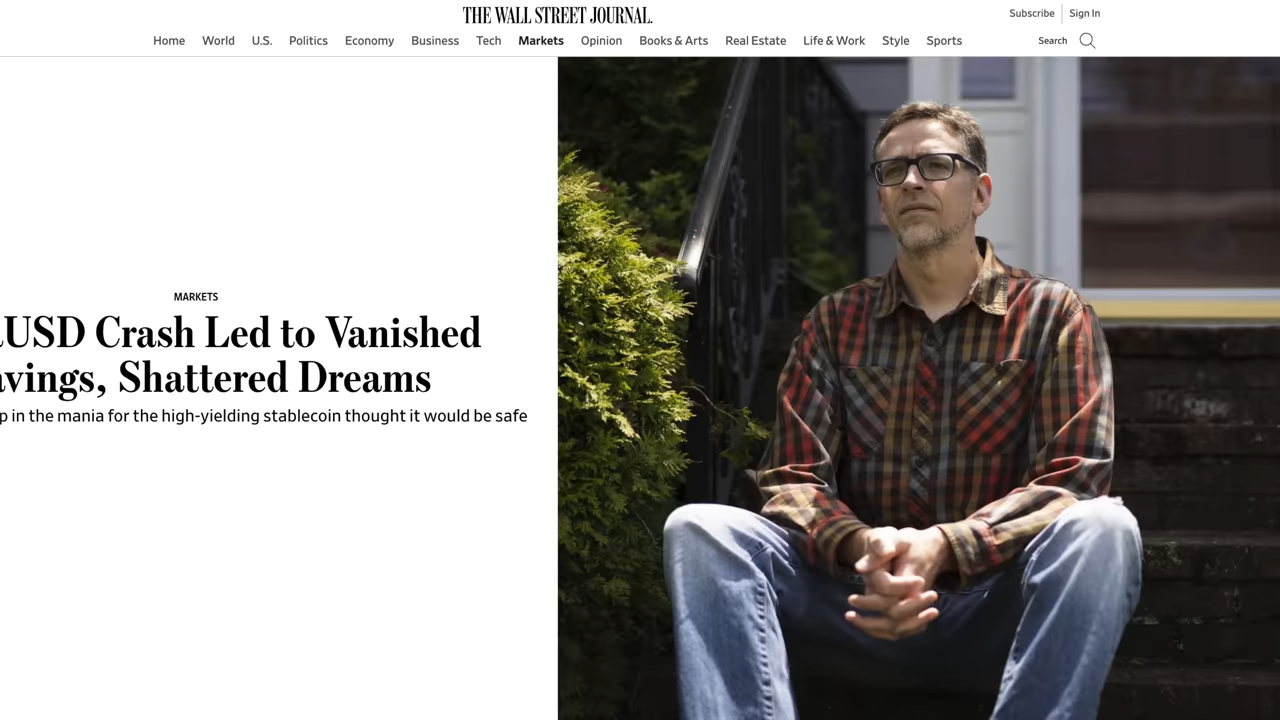 THE WALL STREET JOURNAL.
Subscribe Sign In
Home World U.S. Politics Economy Business Tech Markets Opinion Books & Arts Real Estate Life & Work Style Sports Search
MARKETS
USD Crash Led to Vanished
avings, Shattered Dreams
p in the mania for the high-yielding stablecoin thought it would be safe